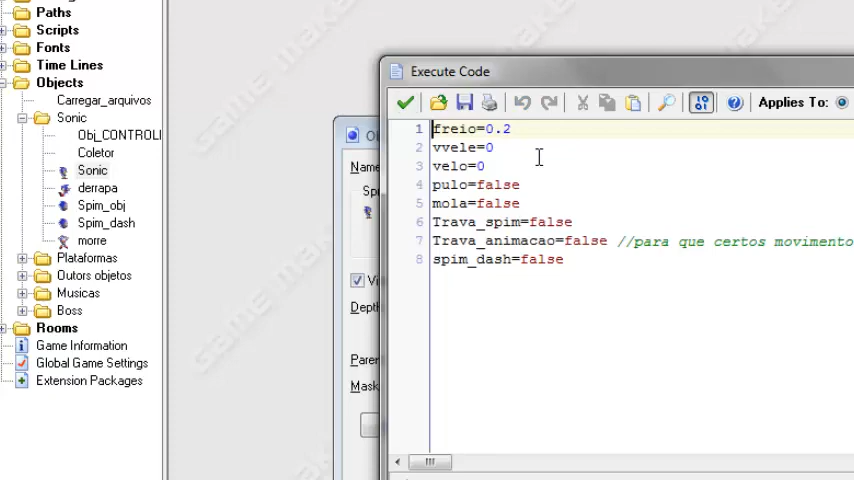 Paths
Scripts
Fonts
Time Lines
Objects
Carregar_arquivos
Sonic
Coletor
Sonic
derrapa
Spim_obj
Spim_dash
morre
Plataformas
Outors objetos
Musicas
Boss
Rooms
Game Information
Global Game Settings
Extension Packages
Name
Depth
Mask
Execute Code
Applies To:
1 freio=0.2
2 vvele=0
3 velo=0
4 pulo=false
5 mola=false
6 Trava_spim=false
7 Trava_animacao=false //para que certos movimento
8 spim_dash=false